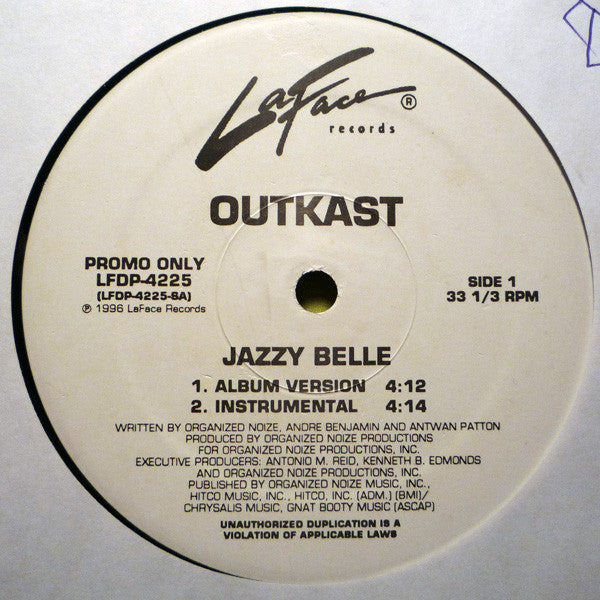 LaFace ®
records
OUTKAST
PROMO ONLY
LFDP-4225
(LFDP-4225-SA)
℗ 1996 LaFace Records
SIDE 1
33 1/3 RPM
JAZZY BELLE
1. ALBUM VERSION 4:12
2. INSTRUMENTAL 4:14
WRITTEN BY ORGANIZED NOIZE, ANDRE BENJAMIN AND ANTWAN PATTON
PRODUCED BY ORGANIZED NOIZE PRODUCTIONS
FOR ORGANIZED NOIZE PRODUCTIONS, INC.
EXECUTIVE PRODUCERS: ANTONIO M. REID, KENNETH B. EDMONDS
AND ORGANIZED NOIZE PRODUCTIONS, INC.
PUBLISHED BY ORGANIZED NOIZE MUSIC, INC.,
HITCO MUSIC, INC., HITCO, INC. (ADM.) (BMI)/
CHRYSALIS MUSIC, GNAT BOOTY MUSIC (ASCAP)
UNAUTHORIZED DUPLICATION IS A
VIOLATION OF APPLICABLE LAWS